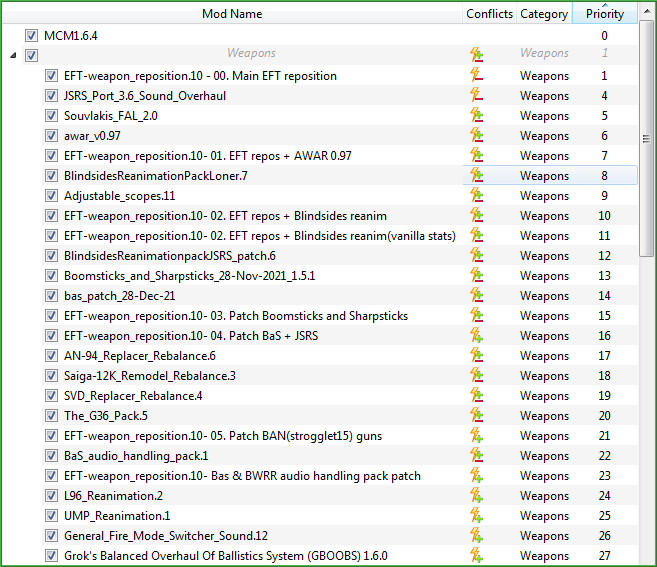 Mod Name Conflicts Category Priority
MCM1.6.4 0
Weapons 1
EFT-weapon_reposition.10 - 00. Main EFT reposition Weapons 1
JSRS_Port_3.6_Sound_Overhaul Weapons 4
Souvlakis_FAL_2.0 Weapons 5
awar_v0.97 Weapons 6
EFT-weapon_reposition.10- 01. EFT repos + AWAR 0.97 Weapons 7
BlindsidesReanimationPackLoner.7 Weapons 8
Adjustable_scopes.11 Weapons 9
EFT-weapon_reposition.10- 02. EFT repos + Blindsides reanim Weapons 10
EFT-weapon_reposition.10- 02. EFT repos + Blindsides reanim(vanilla stats) Weapons 11
BlindsidesReanimationpackJSRS_patch.6 Weapons 12
Boomsticks_and_Sharpsticks_28-Nov-2021_1.5.1 Weapons 13
bas_patch_28-Dec-21 Weapons 14
EFT-weapon_reposition.10- 03. Patch Boomsticks and Sharpsticks Weapons 15
EFT-weapon_reposition.10- 04. Patch BaS + JSRS Weapons 16
AN-94_Replacer_Rebalance.6 Weapons 17
Saiga-12K_Remodel_Rebalance.3 Weapons 18
SVD_Replacer_Rebalance.4 Weapons 19
The_G36_Pack.5 Weapons 20
EFT-weapon_reposition.10- 05. Patch BAN(strogglet15) guns Weapons 21
BaS_audio_handling_pack.1 Weapons 22
EFT-weapon_reposition.10- Bas & BWRR audio handling pack patch Weapons 23
L96_Reanimation.2 Weapons 24
UMP_Reanimation.1 Weapons 25
General_Fire_Mode_Switcher_Sound.12 Weapons 26
Grok's Balanced Overhaul Of Ballistics System (GBOOBS) 1.6.0 Weapons 27